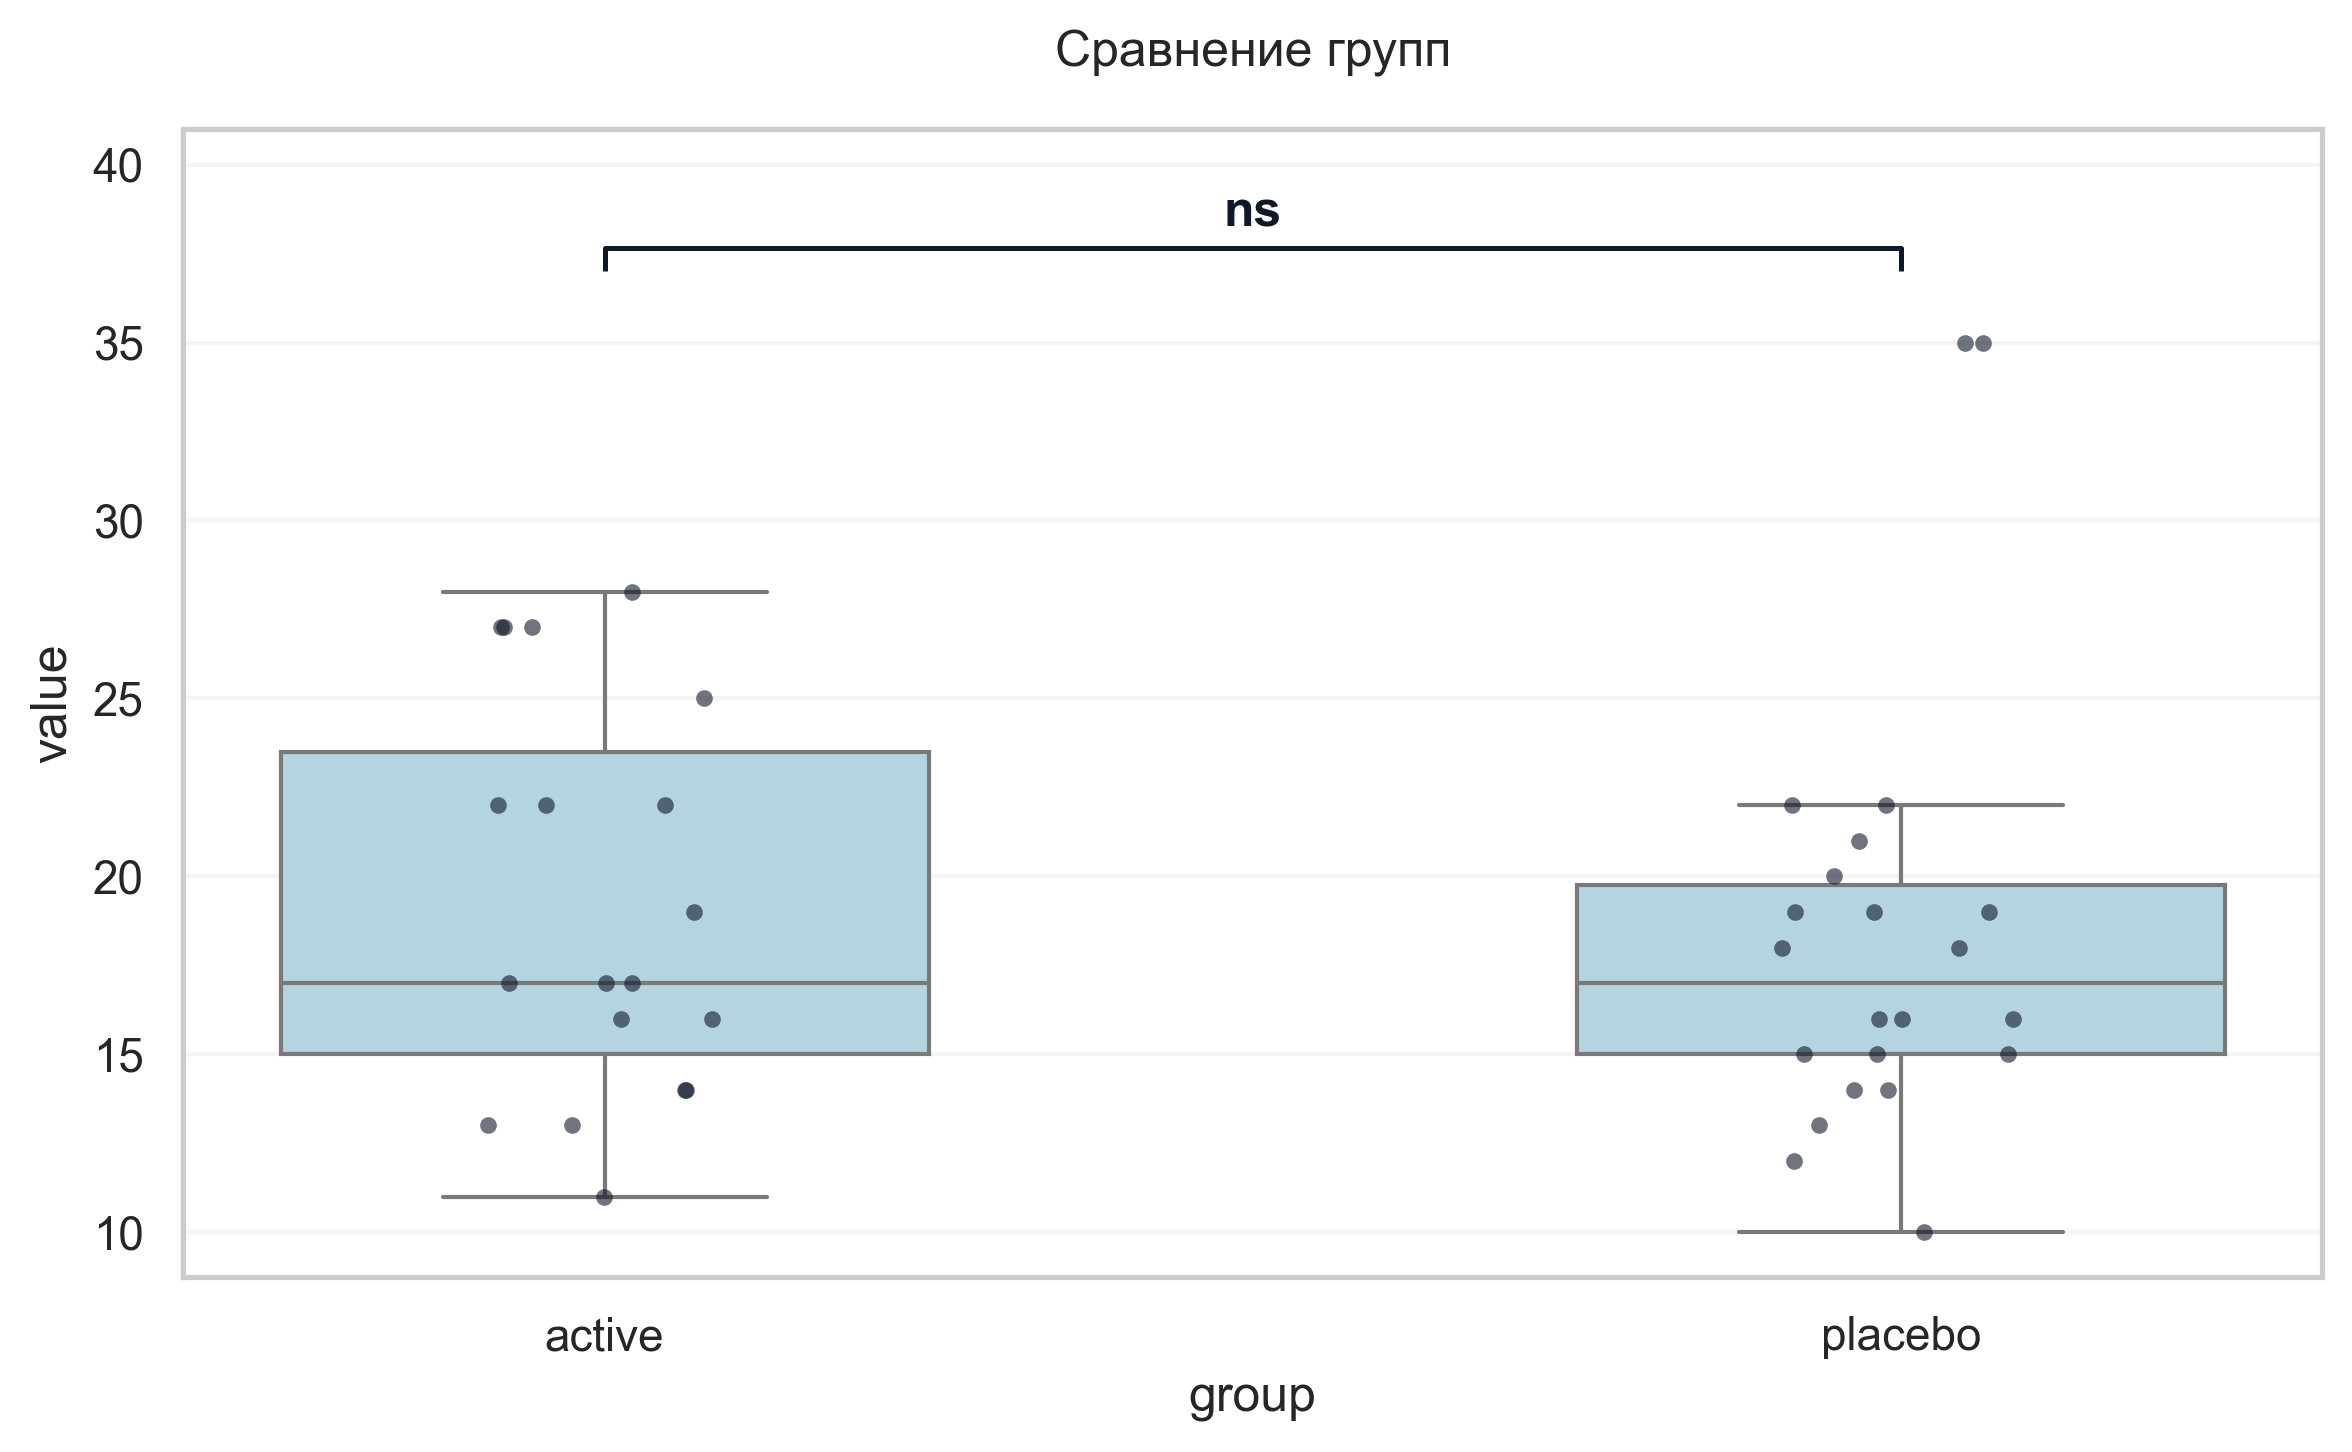 Сравнение групп
40
ns
35
30
25
20
15
10
value
active
placebo
group